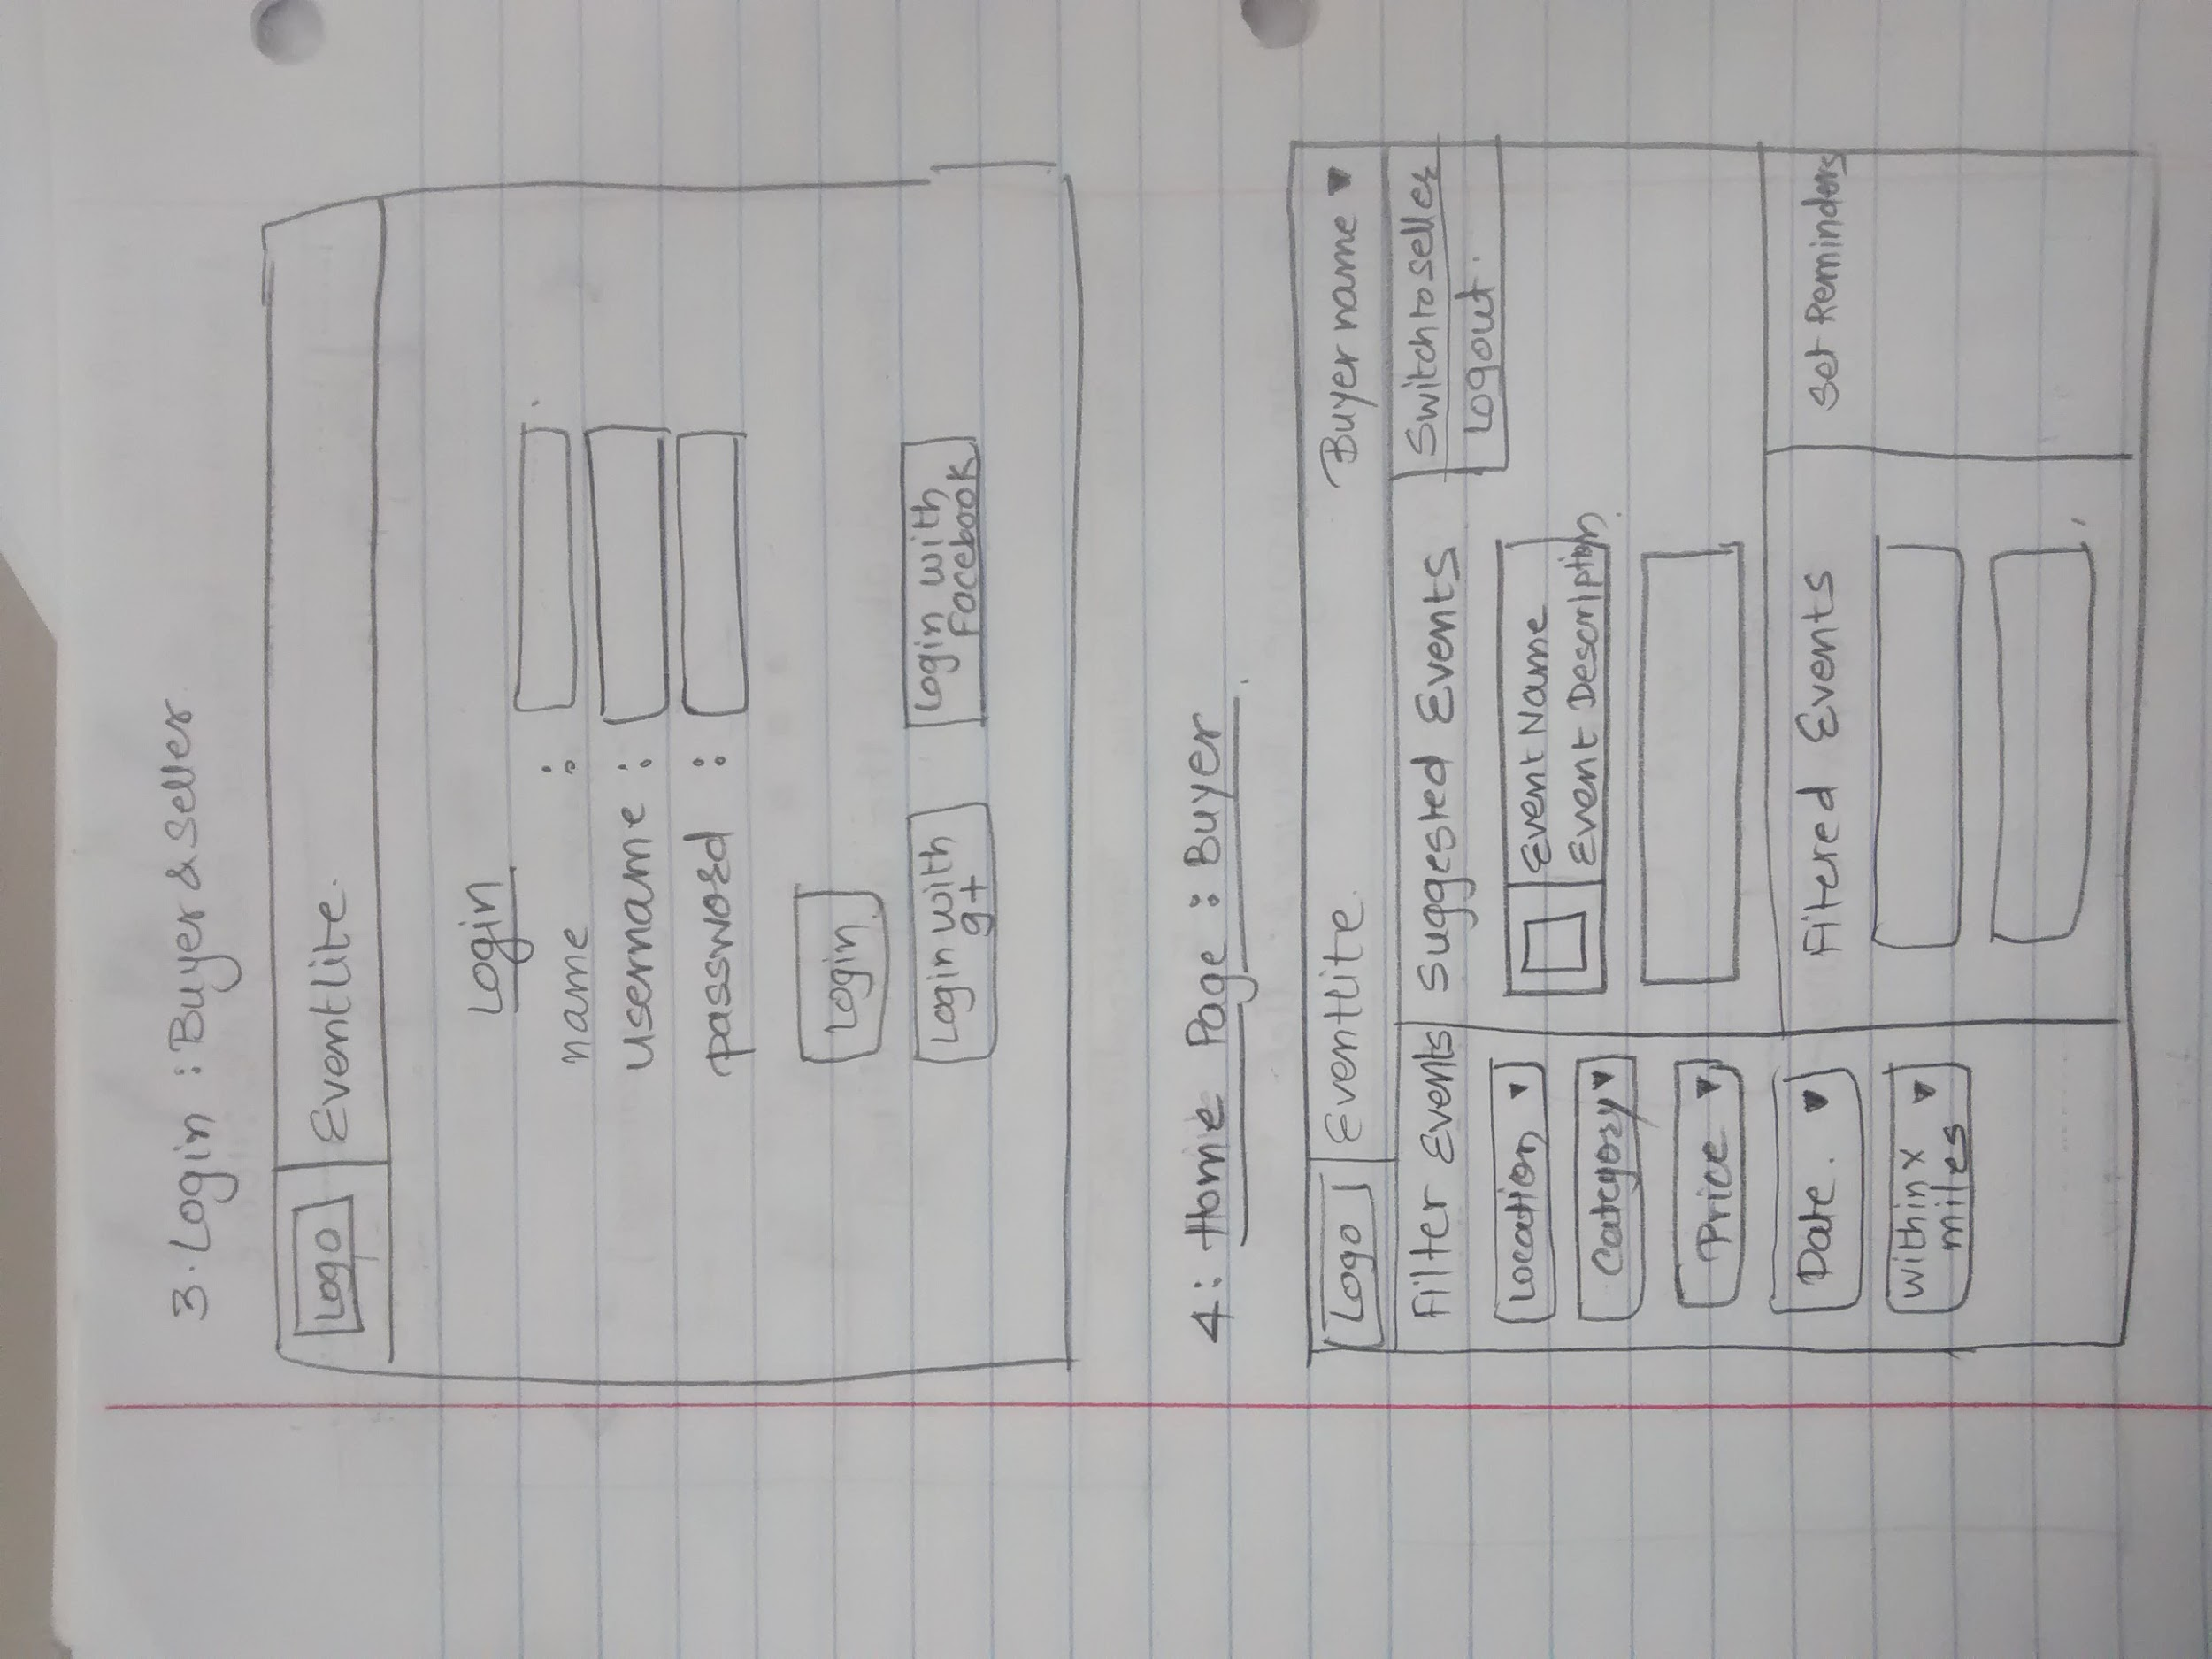 3. Login : Buyer & Seller
Logo
Eventlite.
Login
name :
username :
password :
Login
Login with
g+
Login with
Facebook
4: Home Page : Buyer
Logo
Eventlite.
Buyer name ▼
Switch to seller
Logout.
Filter Events
Location ▼
Category ▼
Price ▼
Date. ▼
within x
miles ▼
Suggested Events
Event Name
Event Description
Filtered Events
Set Reminders